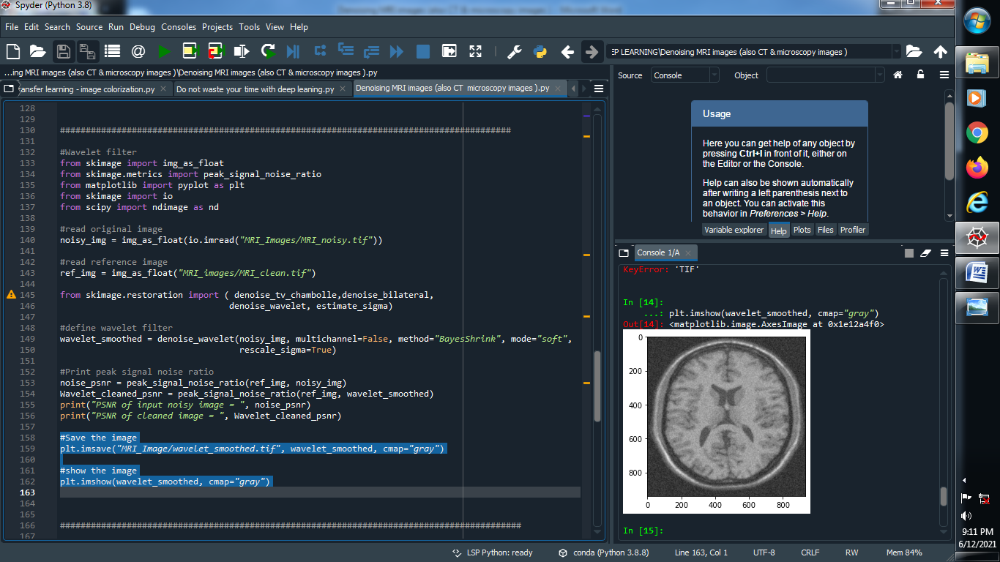 Spyder (Python 3.8)
File Edit Search Source Run Debug Consoles Projects Tools View Help
EP LEARNING\Denoising MRI images (also CT & microscopy images )
...ing MRI images (also CT & microscopy images )\Denoising MRI images (also CT & microscopy images ).py
ransfer learning - image colorization.py
Do not waste your time with deep leaning.py
Denoising MRI images (also CT  microscopy images ).py
128
129
130 ########################################################################################
131
132 #Wavelet filter
133 from skimage import img_as_float
134 from skimage.metrics import peak_signal_noise_ratio
135 from matplotlib import pyplot as plt
136 from skimage import io
137 from scipy import ndimage as nd
138
139 #read original image
140 noisy_img = img_as_float(io.imread("MRI_Images/MRI_noisy.tif"))
141
142 #read reference image
143 ref_img = img_as_float("MRI_images/MRI_clean.tif")
144
145 from skimage.restoration import ( denoise_tv_chambolle,denoise_bilateral,
146                                  denoise_wavelet, estimate_sigma)
147
148 #define wavelet filter
149 wavelet_smoothed = denoise_wavelet(noisy_img, multichannel=False, method="BayesShrink", mode="soft",
150                                    rescale_sigma=True)
151
152 #Print peak signal noise ratio
153 noise_psnr = peak_signal_noise_ratio(ref_img, noisy_img)
154 Wavelet_cleaned_psnr = peak_signal_noise_ratio(ref_img, wavelet_smoothed)
155 print("PSNR of input noisy image = ", noise_psnr)
156 print("PSNR of cleaned image = ", Wavelet_cleaned_psnr)
157
158 #Save the image
159 plt.imsave("MRI_Image/wavelet_smoothed.tif", wavelet_smoothed, cmap="gray")
160
161 #show the image
162 plt.imshow(wavelet_smoothed, cmap="gray")
163
164
165
166 ##########################################################################################
167
Source Console Object
Usage
Here you can get help of any object by
pressing Ctrl+I in front of it, either on
the Editor or the Console.
Help can also be shown automatically
after writing a left parenthesis next to
an object. You can activate this
behavior in Preferences > Help.
Variable explorer Help Plots Files Profiler
Console 1/A
KeyError: 'TIF'
In [14]:
...: plt.imshow(wavelet_smoothed, cmap="gray")
Out[14]: <matplotlib.image.AxesImage at 0x1e12a4f0>
0
200
400
600
800
0 200 400 600 800
In [15]:
LSP Python: ready conda (Python 3.8.8) Line 163, Col 1 UTF-8 CRLF RW Mem 84%
9:11 PM
6/12/2021